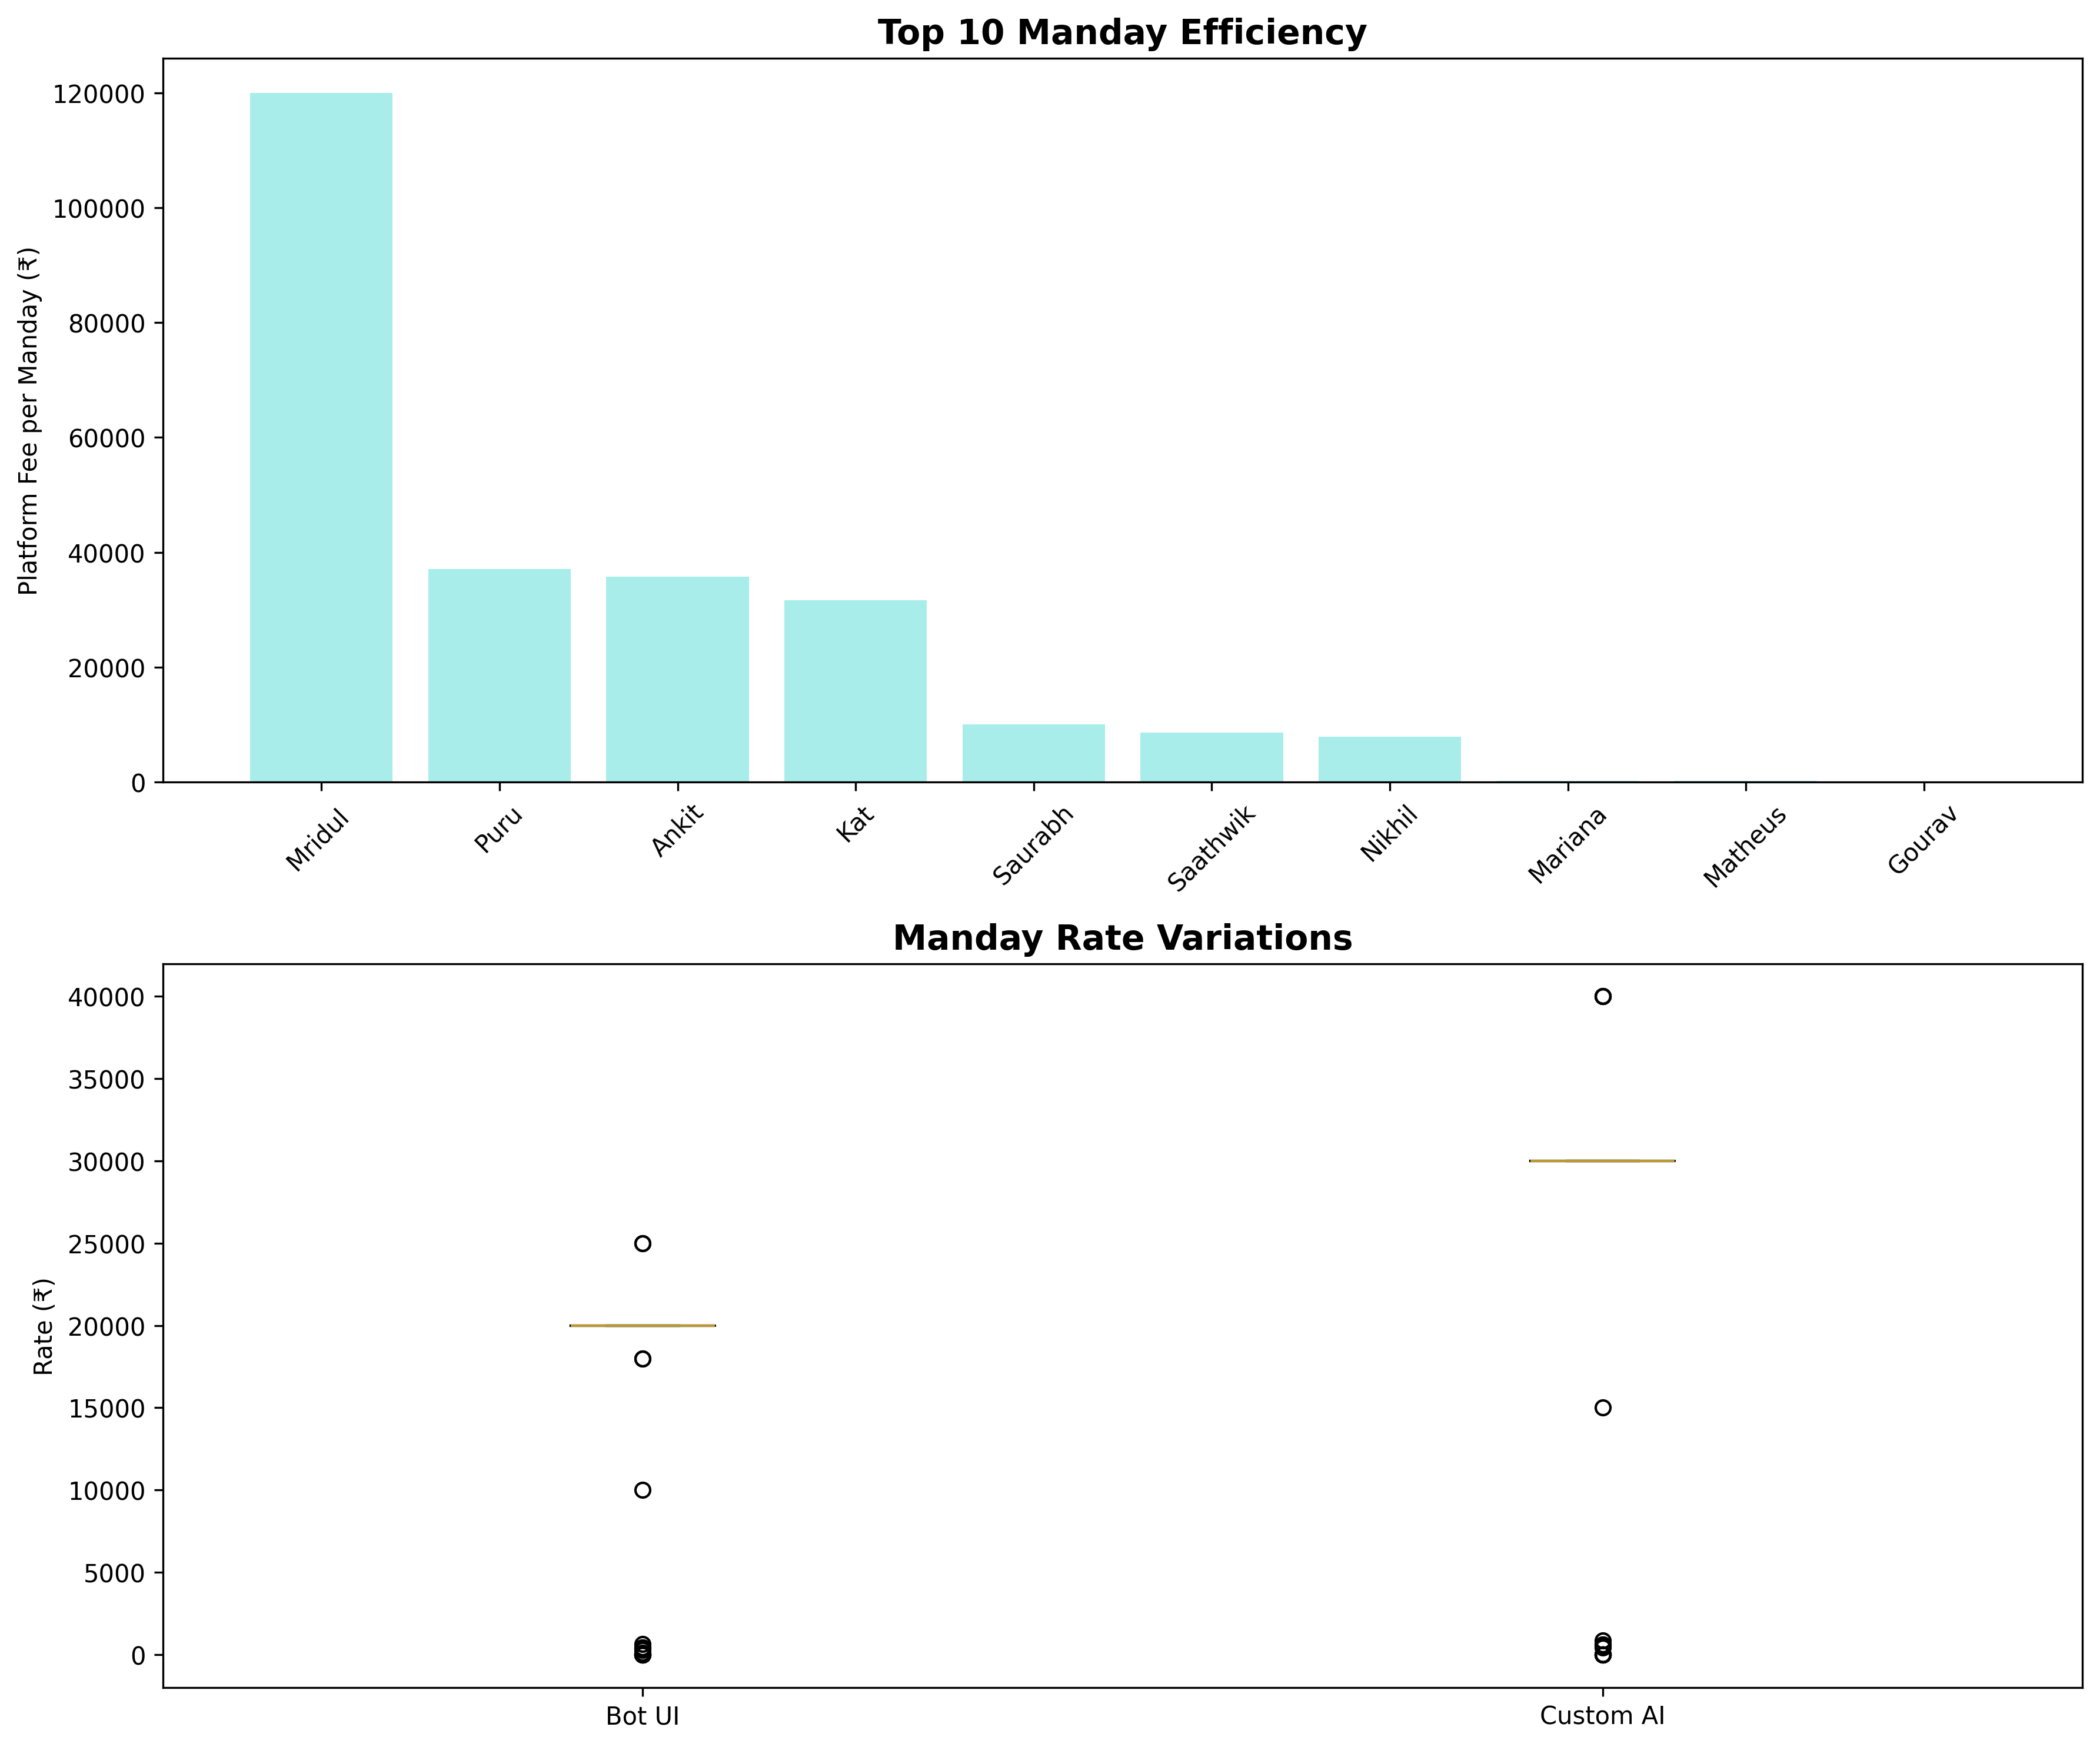 Top 10 Manday Efficiency
Platform Fee per Manday (₹)
120000
100000
80000
60000
40000
20000
0
Mridul
Puru
Ankit
Kat
Saurabh
Saathwik
Nikhil
Mariana
Matheus
Gourav
Manday Rate Variations
Rate (₹)
40000
35000
30000
25000
20000
15000
10000
5000
0
Bot UI
Custom AI